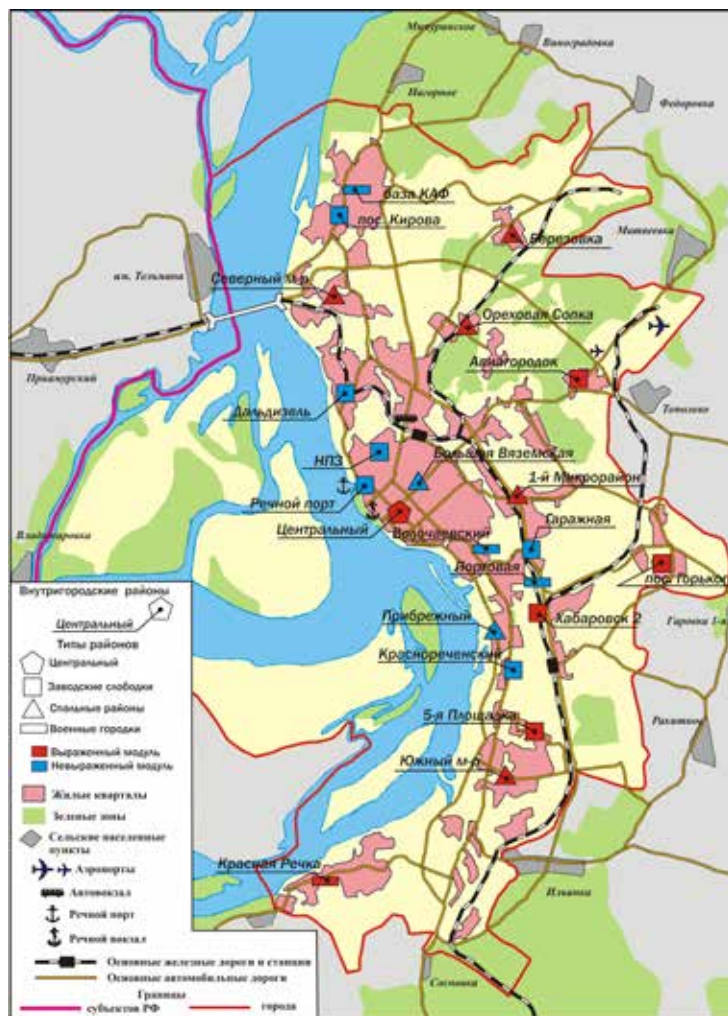 Мичуринское
Виноградовка
Нагорное
Федоровка
база КАФ
пос. Кирова
Березовка
Матвеевка
им. Тельмана
Северный м-р
Ореховая Сопка
Приамурский
Авиагородок
Дальдизель
Тополево
НПЗ
Большая Вяземская
Речной порт
1-й Микрорайон
Центральный
Волочаевский
Гаражная
Владимировка
пос. Горького
Внутригородские районы
Прибрежный
Хабаровск 2
Гаровка 1-я
Центральный
Типы районов
Краснореченский
Центральный
Заводские слободки
Спальные районы
5-я Площадка
Ракитное
Военные городки
Выраженный модуль
Невыраженный модуль
Южный м-р
Жилые кварталы
Зеленые зоны
Сельские населенные
пункты
Красная Речка
Аэропорты
Автовокзал
Ильинка
Речной порт
Речной вокзал
Основные железные дороги и станции
Основные автомобильные дороги
Сосновка
Границы
субъектов РФ
города